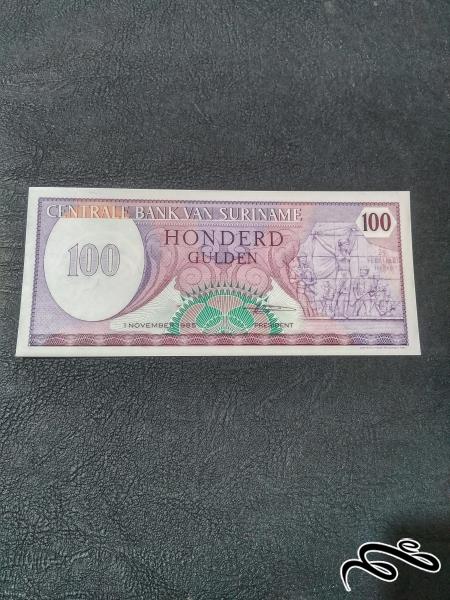 CENTRALE BANK VAN SURINAME
100
HONDERD
GULDEN
100
1 NOVEMBER 1985
PRESIDENT